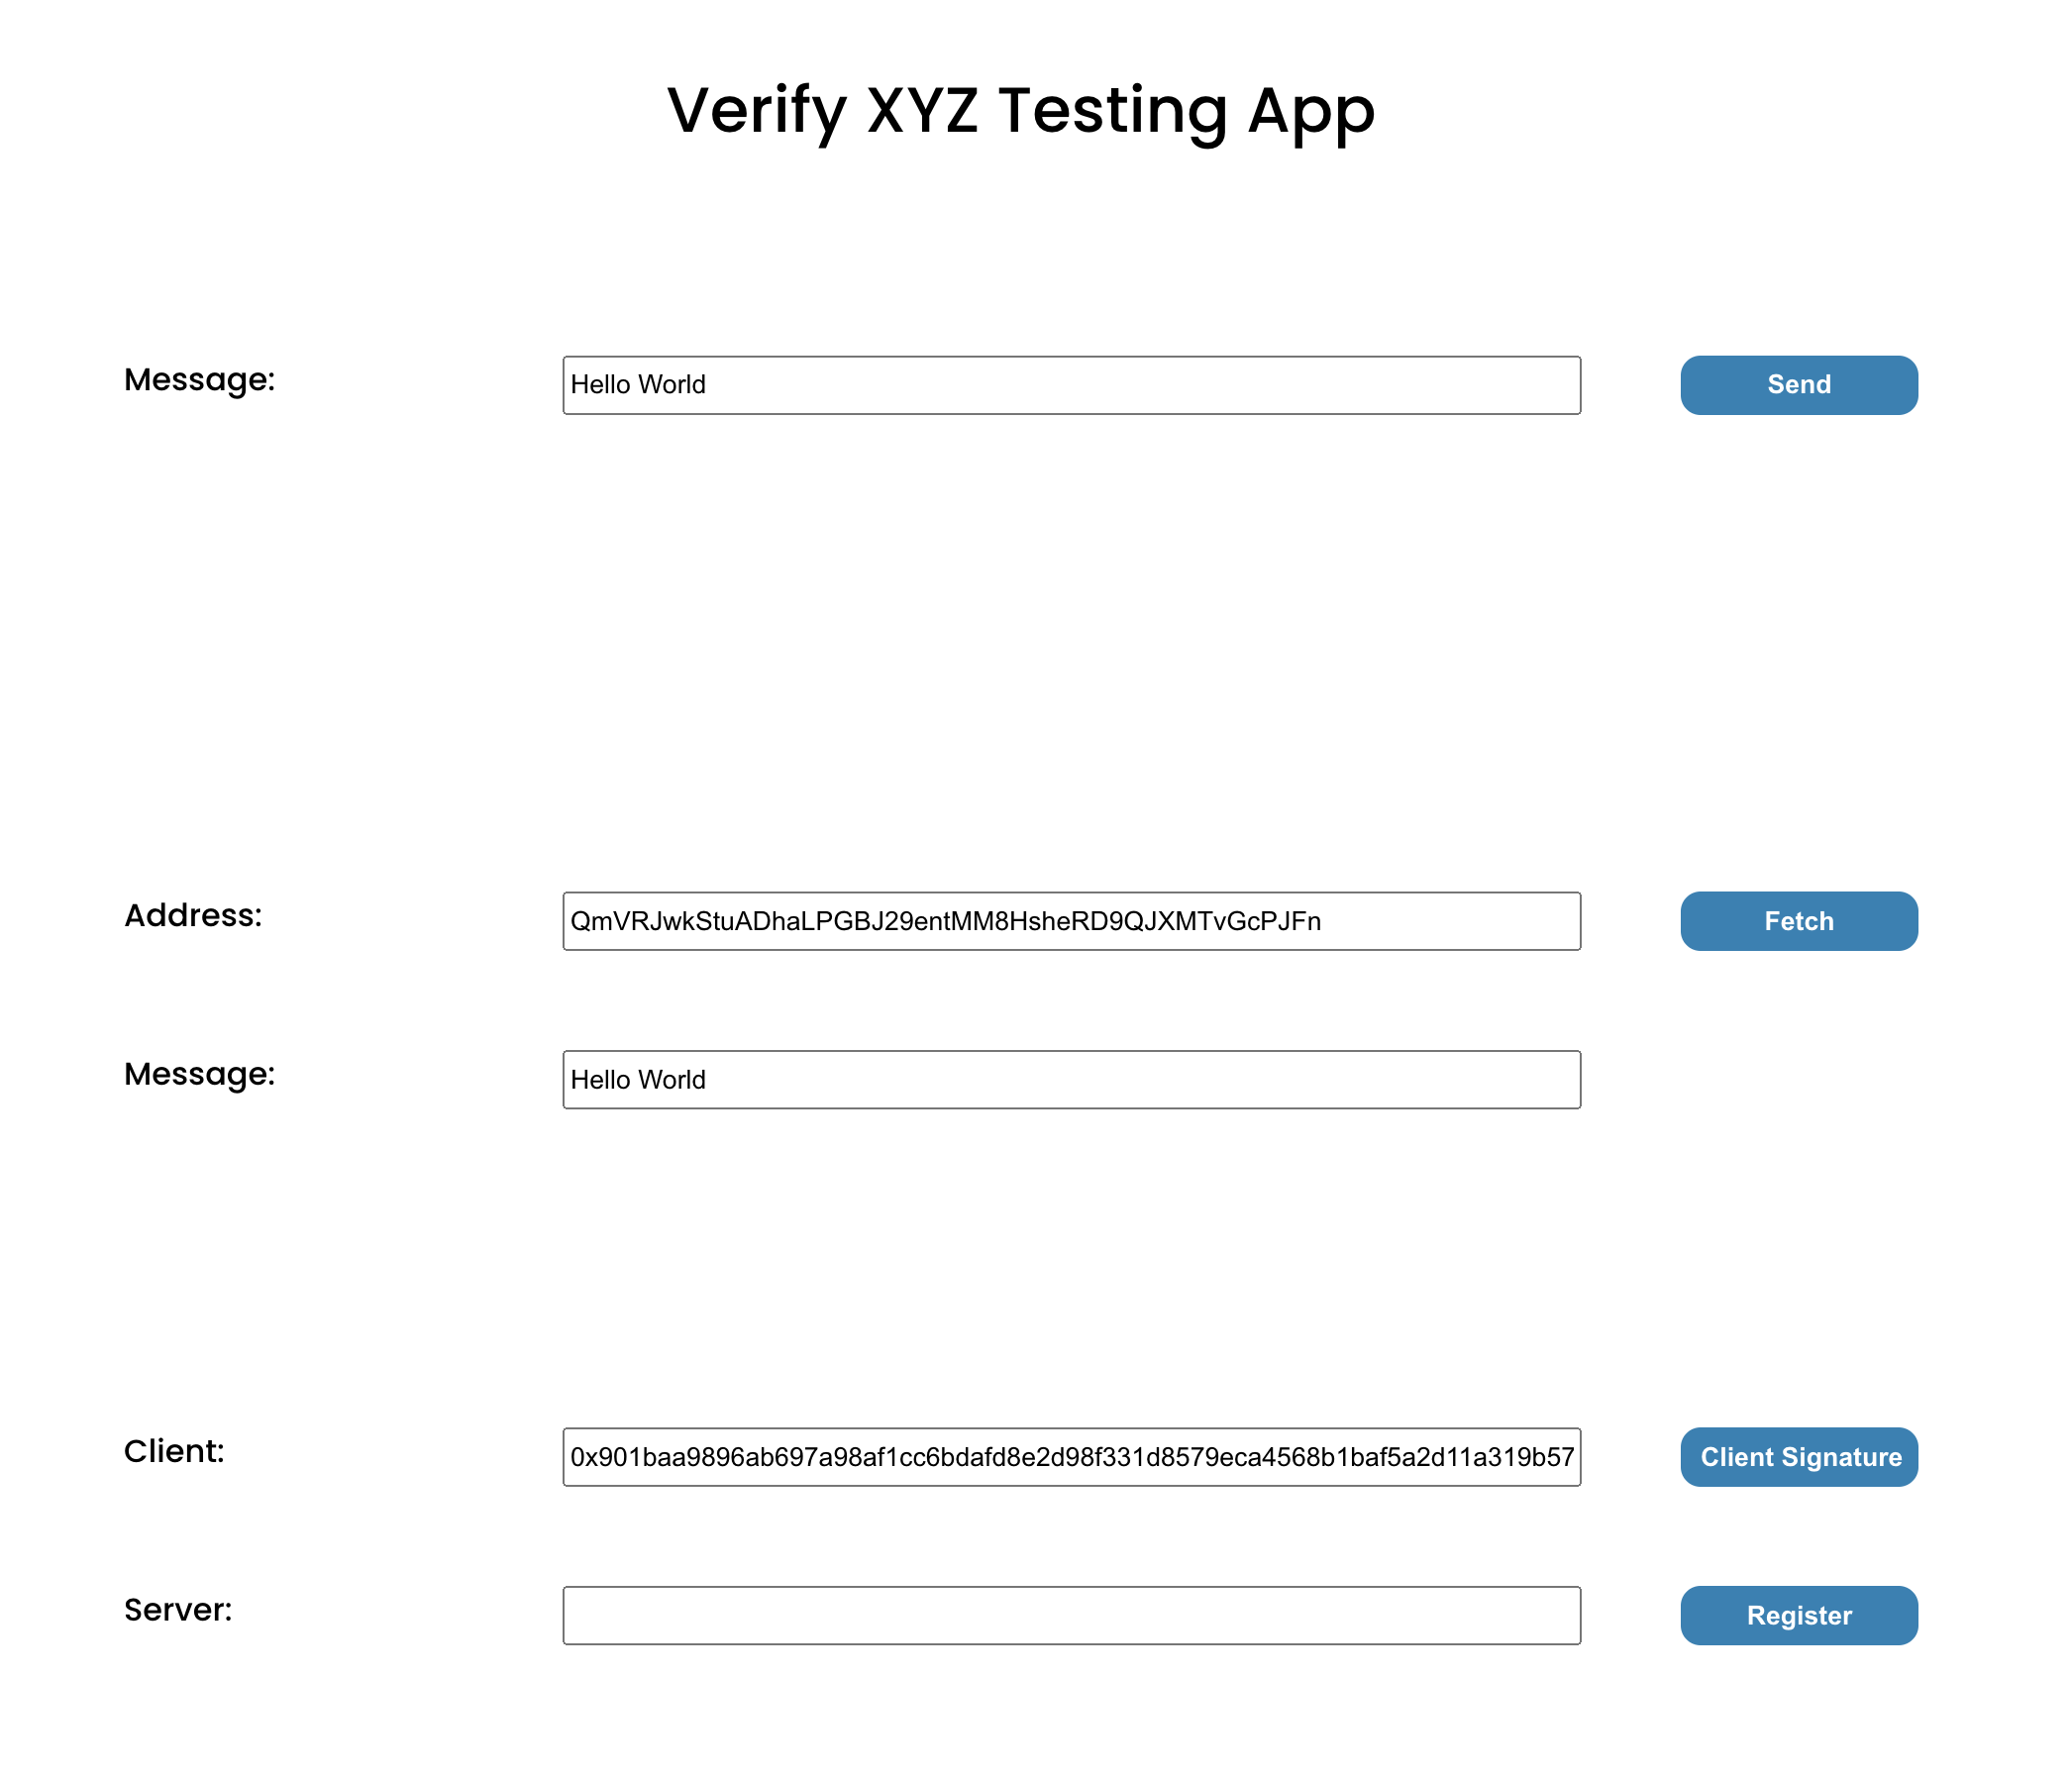 Verify XYZ Testing App
Message:
Hello World
Send
Address:
QmVRJwkStuADhaLPGBJ29entMM8HsheRD9QJXMTvGcPJFn
Fetch
Message:
Hello World
Client:
0x901baa9896ab697a98af1cc6bdafd8e2d98f331d8579eca4568b1baf5a2d11a319b57
Client Signature
Server:
Register